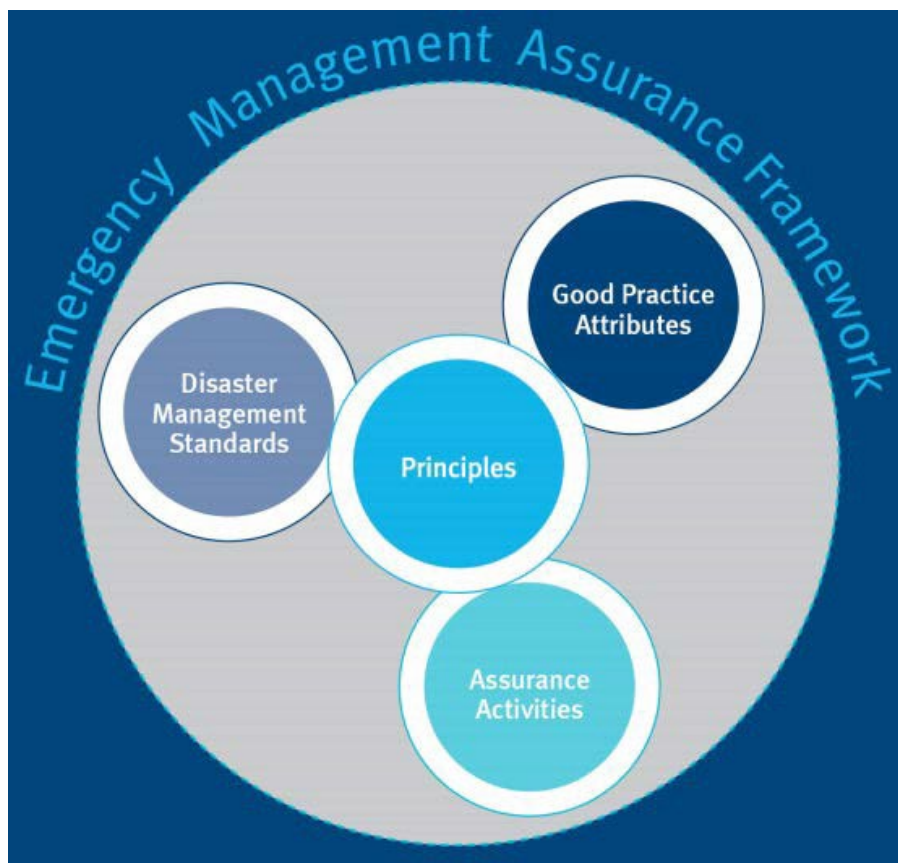 Emergency Management Assurance Framework
Good Practice
Attributes
Disaster
Management
Standards
Principles
Assurance
Activities